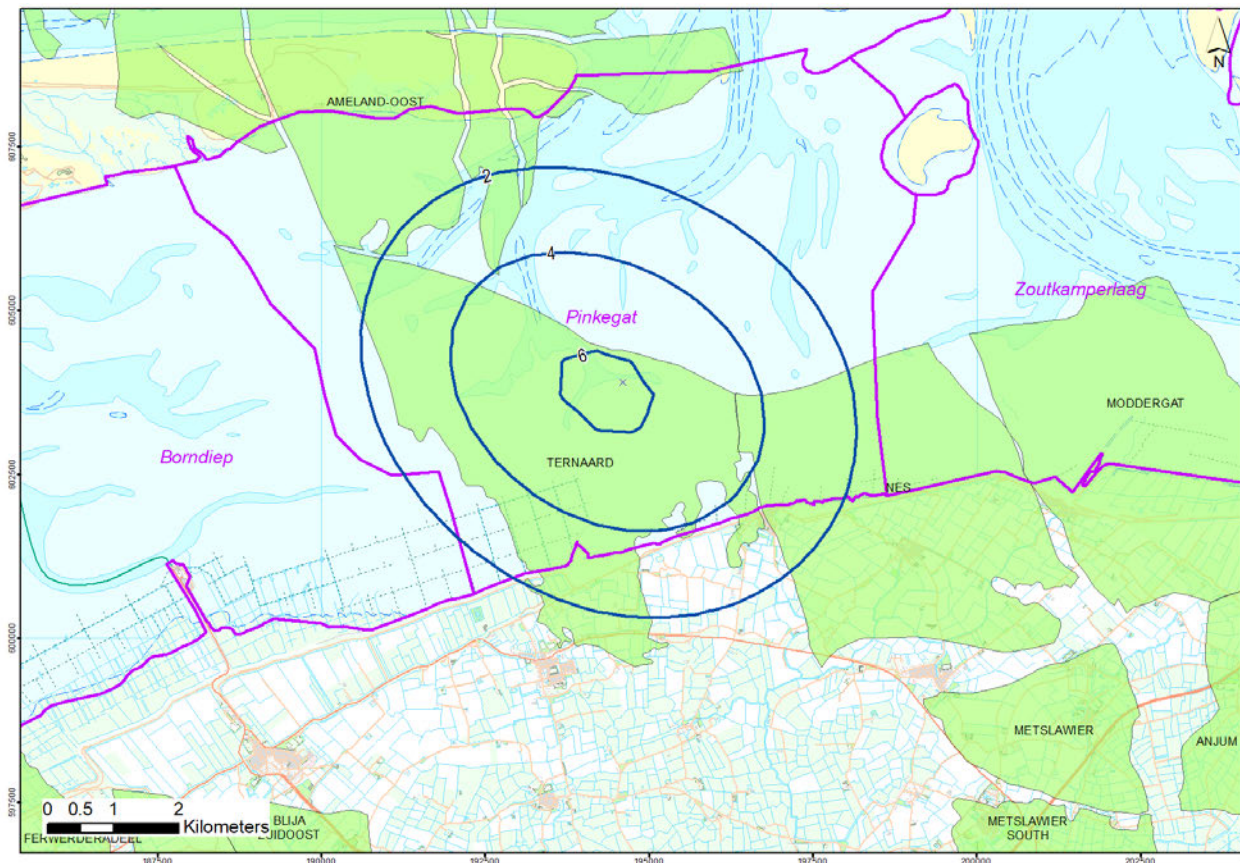 N
AMELAND-OOST
607500
2
4
605000
Pinkegat
Zoutkamperlaag
6
MODDERGAT
602500
Borndiep
TERNAARD
NES
600000
METSLAWIER
ANJUM
597500
0 0.5 1 2
Kilometers
BLIJA
ZUIDOOST
FERWERDERADEEL
METSLAWIER
SOUTH
187500 190000 192500 195000 197500 200000 202500